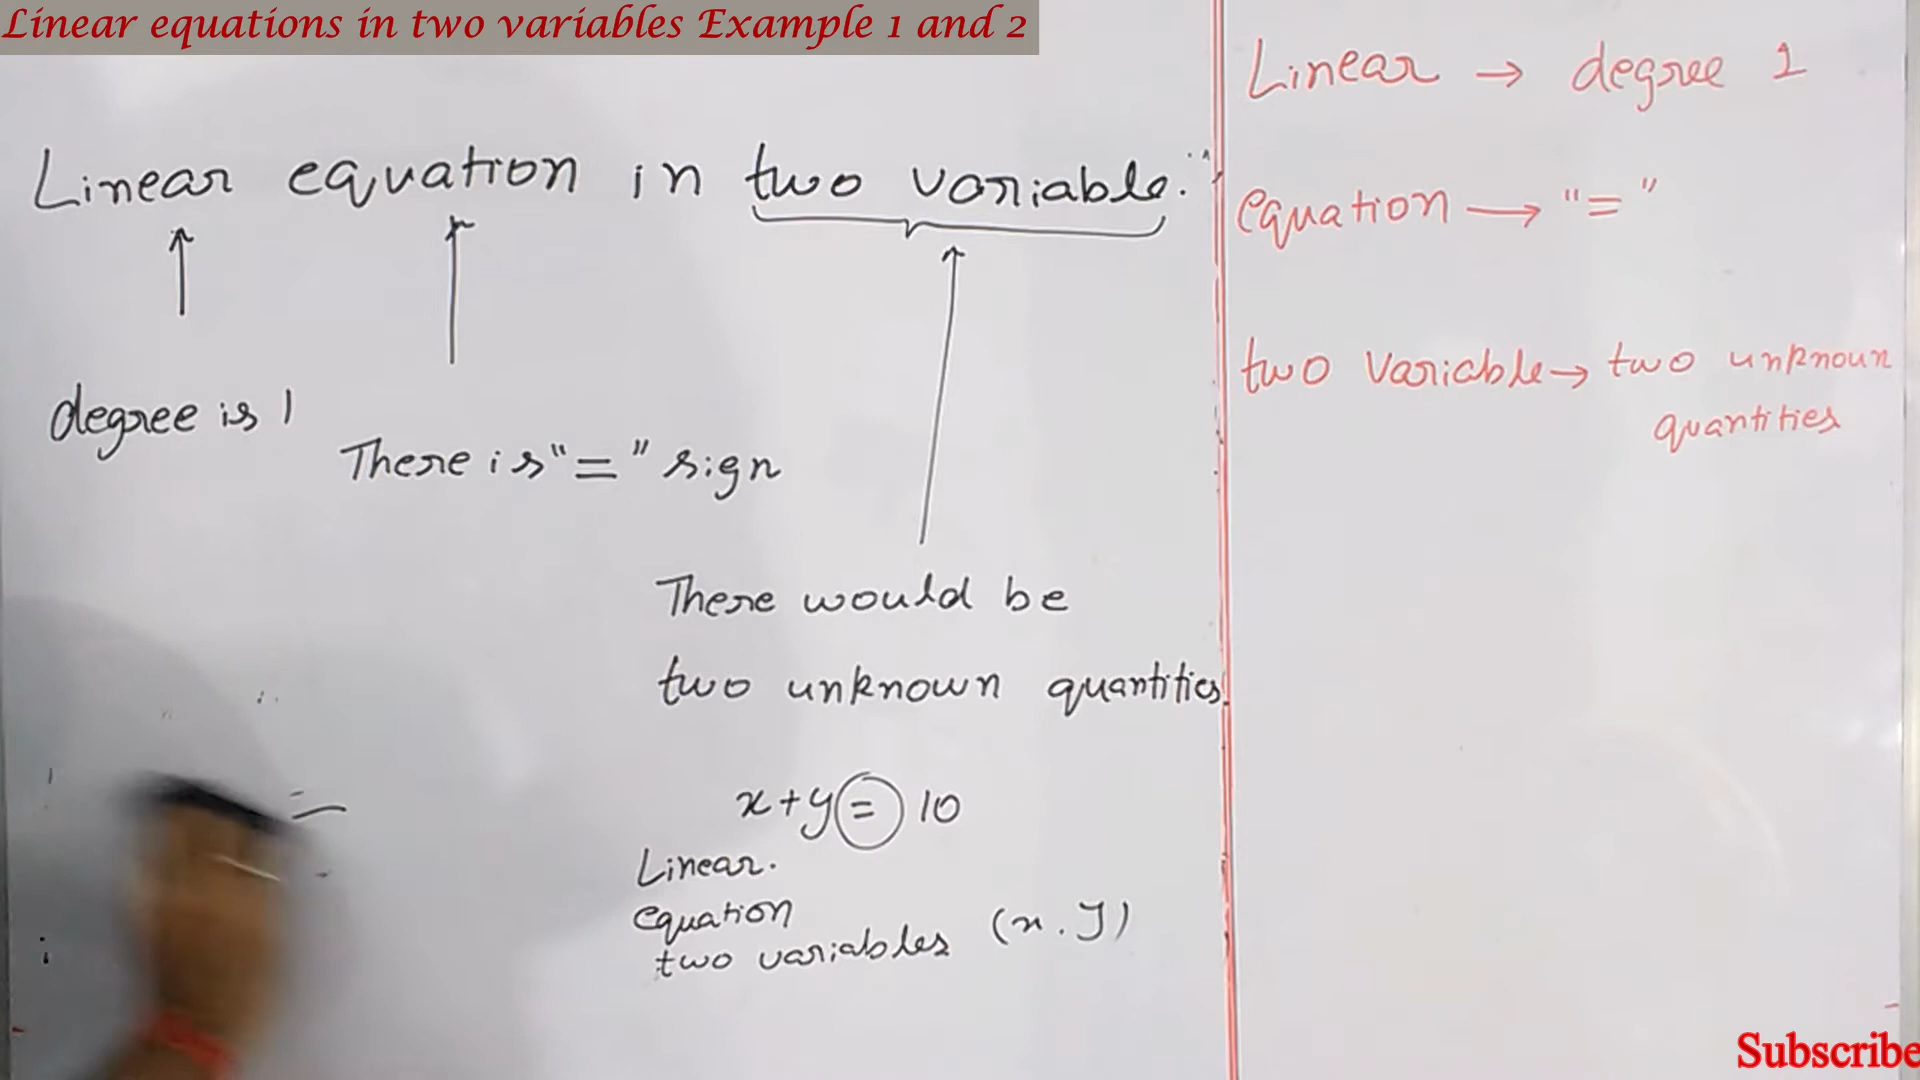 Linear equations in two variables Example 1 and 2
Linear equation in two variable.
degree is 1
There is "=" sign
There would be
two unknown quantities
x+y = 10
Linear.
equation
two variables (x, y)
Linear → degree 1
equation → "="
two Variable → two unknown
quantities
Subscribe